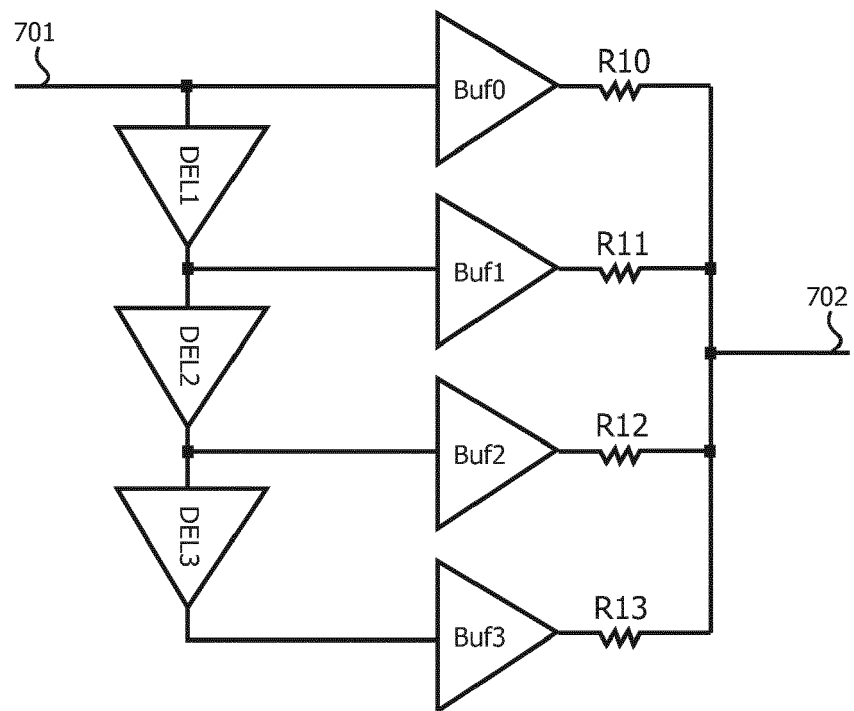 701
Buf0
R10
DEL1
Buf1
R11
702
DEL2
Buf2
R12
DEL3
Buf3
R13